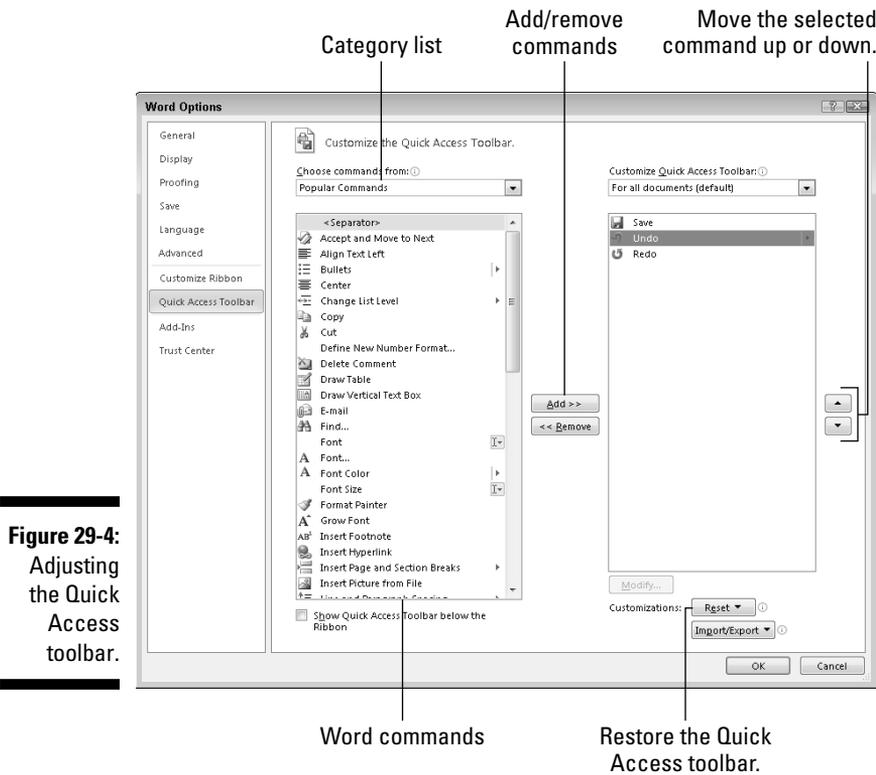 Category list
Add/remove
commands
Move the selected
command up or down.
Word Options
General
Display
Proofing
Save
Language
Advanced
Customize Ribbon
Quick Access Toolbar
Add-Ins
Trust Center
Customize the Quick Access Toolbar.
Choose commands from:
Popular Commands
<Separator>
Accept and Move to Next
Align Text Left
Bullets
Center
Change List Level
Copy
Cut
Define New Number Format...
Delete Comment
Draw Table
Draw Vertical Text Box
E-mail
Find...
Font
Font...
Font Color
Font Size
Format Painter
Grow Font
Insert Footnote
Insert Hyperlink
Insert Page and Section Breaks
Insert Picture from File
Line and Paragraph Spacing
Show Quick Access Toolbar below the
Ribbon
Add >>
<< Remove
Customize Quick Access Toolbar:
For all documents (default)
Save
Undo
Redo
Modify...
Customizations:
Reset
Import/Export
OK
Cancel
Figure 29-4:
Adjusting
the Quick
Access
toolbar.
Word commands
Restore the Quick
Access toolbar.